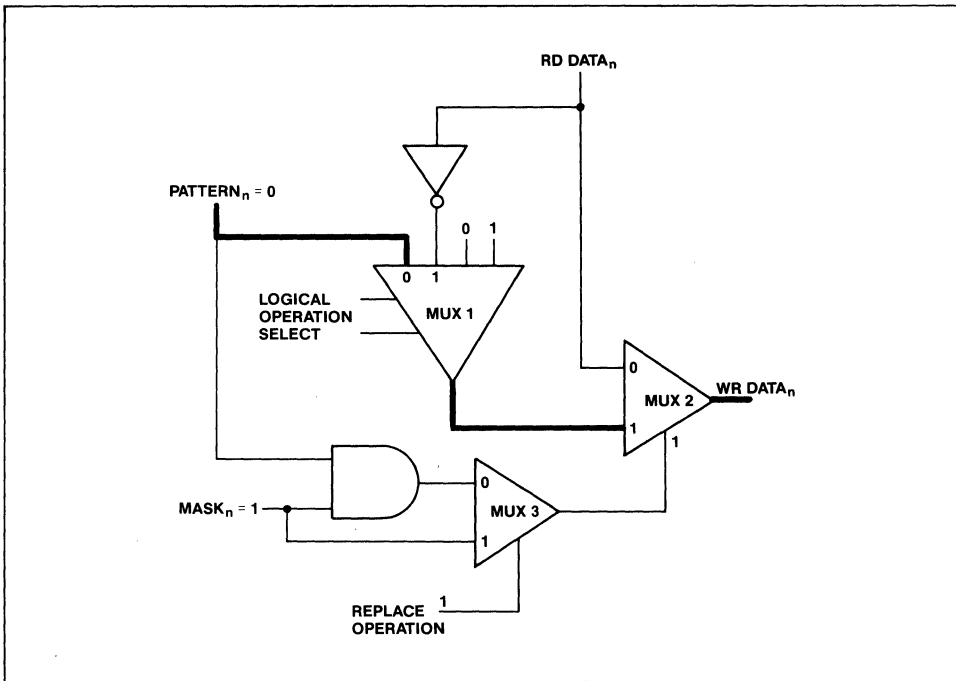 RD DATAn
PATTERNn = 0
0 1
0 1
LOGICAL
OPERATION
SELECT
MUX 1
0
MUX 2
WR DATAn
1
1
0
MASKn = 1
MUX 3
1
1
REPLACE
OPERATION